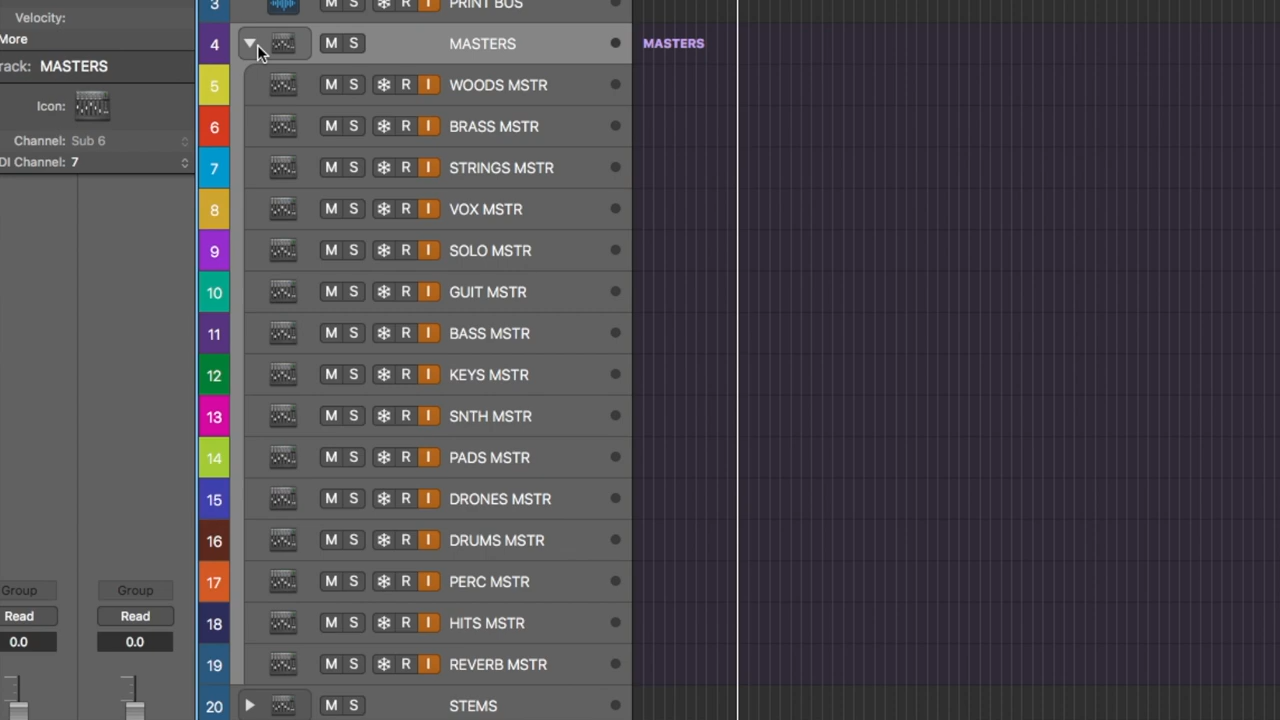 Velocity:
More
rack: MASTERS
Icon:
Channel: Sub 6
DI Channel: 7
Group Group
Read Read
0.0 0.0
3 M S R I PRINT BUS
4 M S MASTERS MASTERS
5 M S R I WOODS MSTR
6 M S R I BRASS MSTR
7 M S R I STRINGS MSTR
8 M S R I VOX MSTR
9 M S R I SOLO MSTR
10 M S R I GUIT MSTR
11 M S R I BASS MSTR
12 M S R I KEYS MSTR
13 M S R I SNTH MSTR
14 M S R I PADS MSTR
15 M S R I DRONES MSTR
16 M S R I DRUMS MSTR
17 M S R I PERC MSTR
18 M S R I HITS MSTR
19 M S R I REVERB MSTR
20 M S STEMS